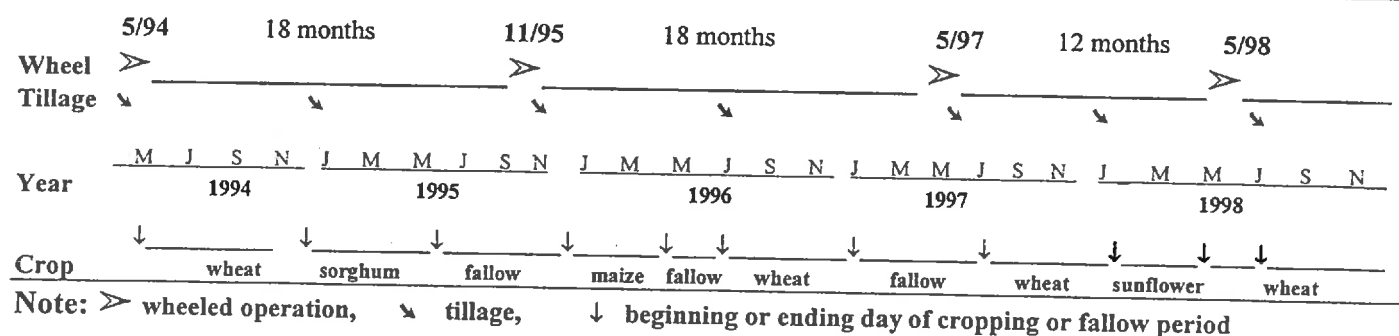 5/94 18 months 11/95 18 months 5/97 12 months 5/98
Wheel
Tillage
M J S N J M M J S N J M M J S N J M M J S N J M M J S N
Year 1994 1995 1996 1997 1998
Crop wheat sorghum fallow maize fallow wheat fallow wheat sunflower wheat
Note: wheeled operation, tillage, beginning or ending day of cropping or fallow period